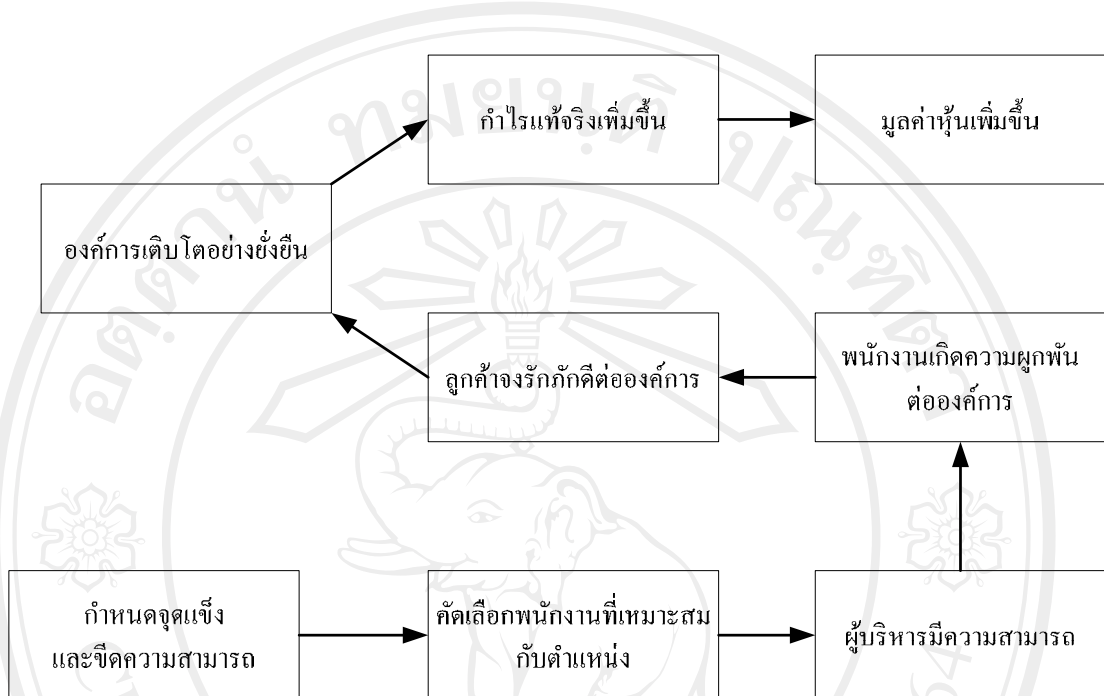 กำไรแท้จริงเพิ่มขึ้น
มูลค่าหุ้นเพิ่มขึ้น
องค์การเติบโตอย่างยั่งยืน
ลูกค้าจงรักภักดีต่อองค์การ
พนักงานเกิดความผูกพัน
ต่อองค์การ
กำหนดจุดแข็ง
และขีดความสามารถ
คัดเลือกพนักงานที่เหมาะสม
กับตำแหน่ง
ผู้บริหารมีความสามารถ